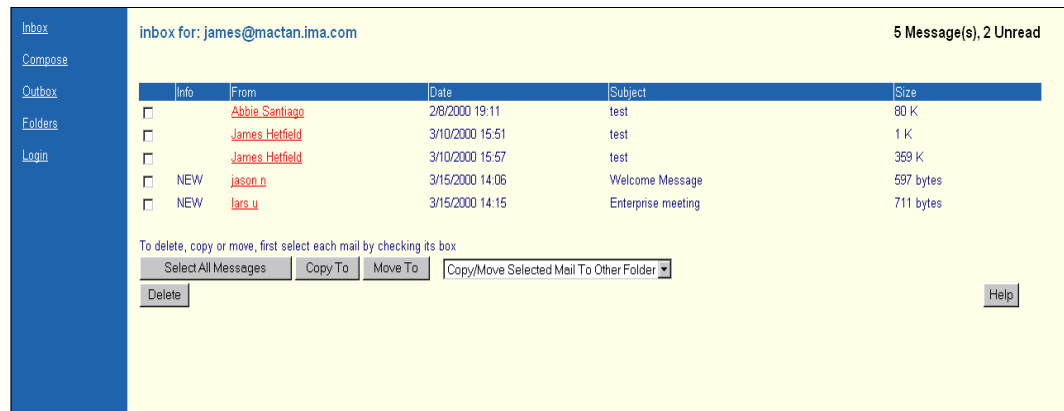 Inbox
Compose
Outbox
Folders
Login
inbox for: james@mactan.ima.com 5 Message(s), 2 Unread
Info From Date Subject Size
Abbie Santiago 2/8/2000 19:11 test 80 K
James Hetfield 3/10/2000 15:51 test 1 K
James Hetfield 3/10/2000 15:57 test 359 K
NEW jason n 3/15/2000 14:06 Welcome Message 597 bytes
NEW lars u 3/15/2000 14:15 Enterprise meeting 711 bytes
To delete, copy or move, first select each mail by checking its box
Select All Messages Copy To Move To Copy/Move Selected Mail To Other Folder
Delete Help